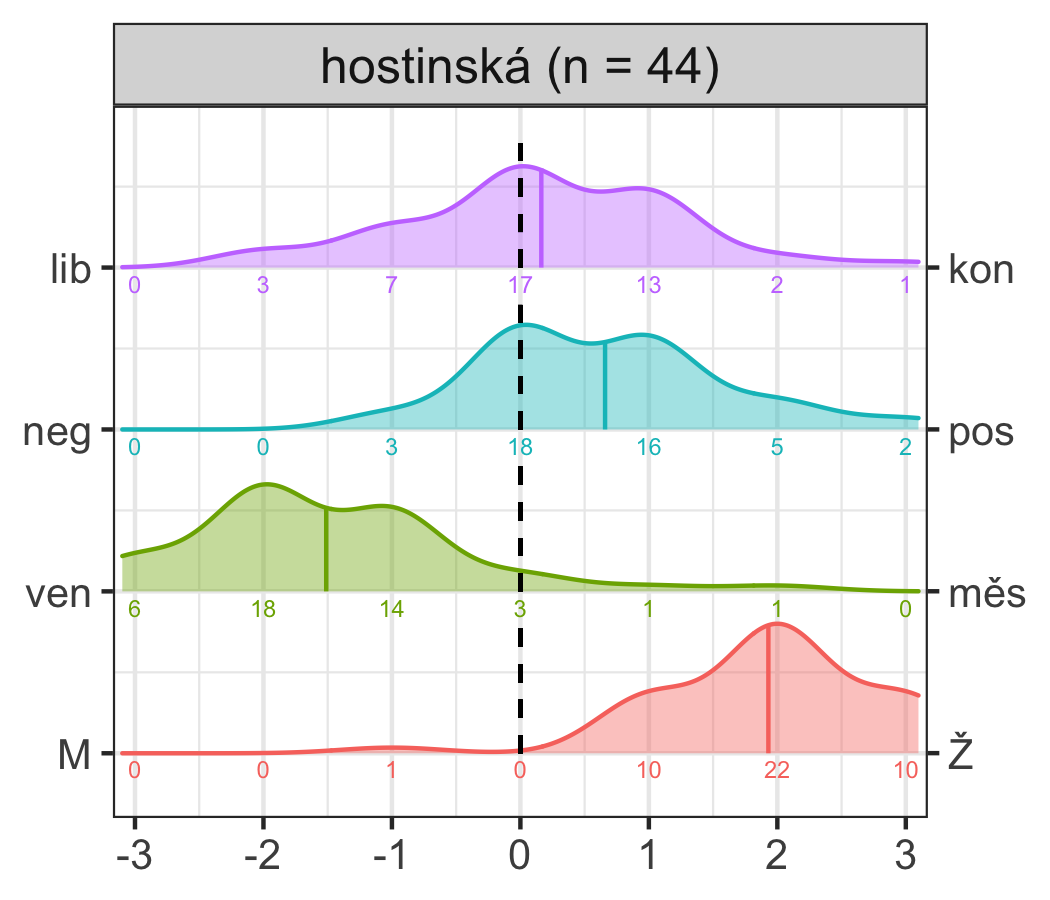 hostinská (n = 44)
lib kon
0 3 7 17 13 2 1
neg pos
0 0 3 18 16 5 2
ven měs
6 18 14 3 1 1 0
M Ž
0 0 1 0 10 22 10
-3 -2 -1 0 1 2 3